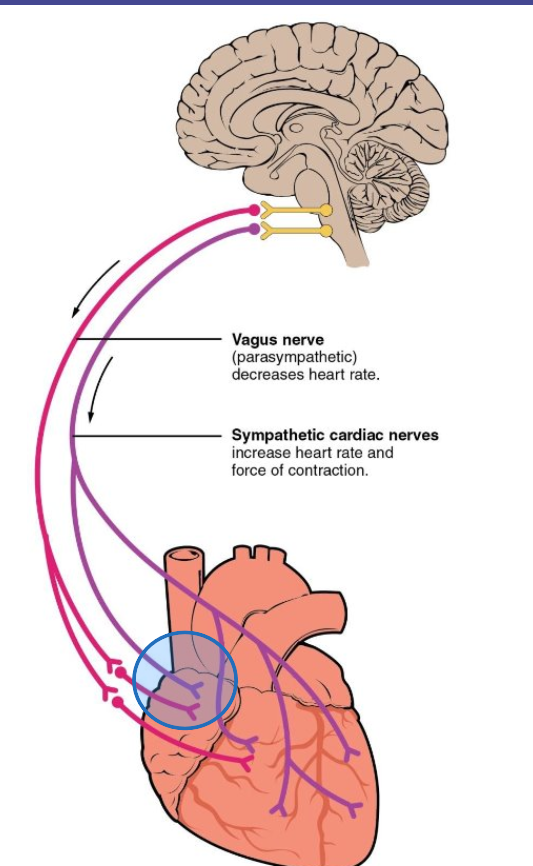 Vagus nerve
(parasympathetic)
decreases heart rate.
Sympathetic cardiac nerves
increase heart rate and
force of contraction.